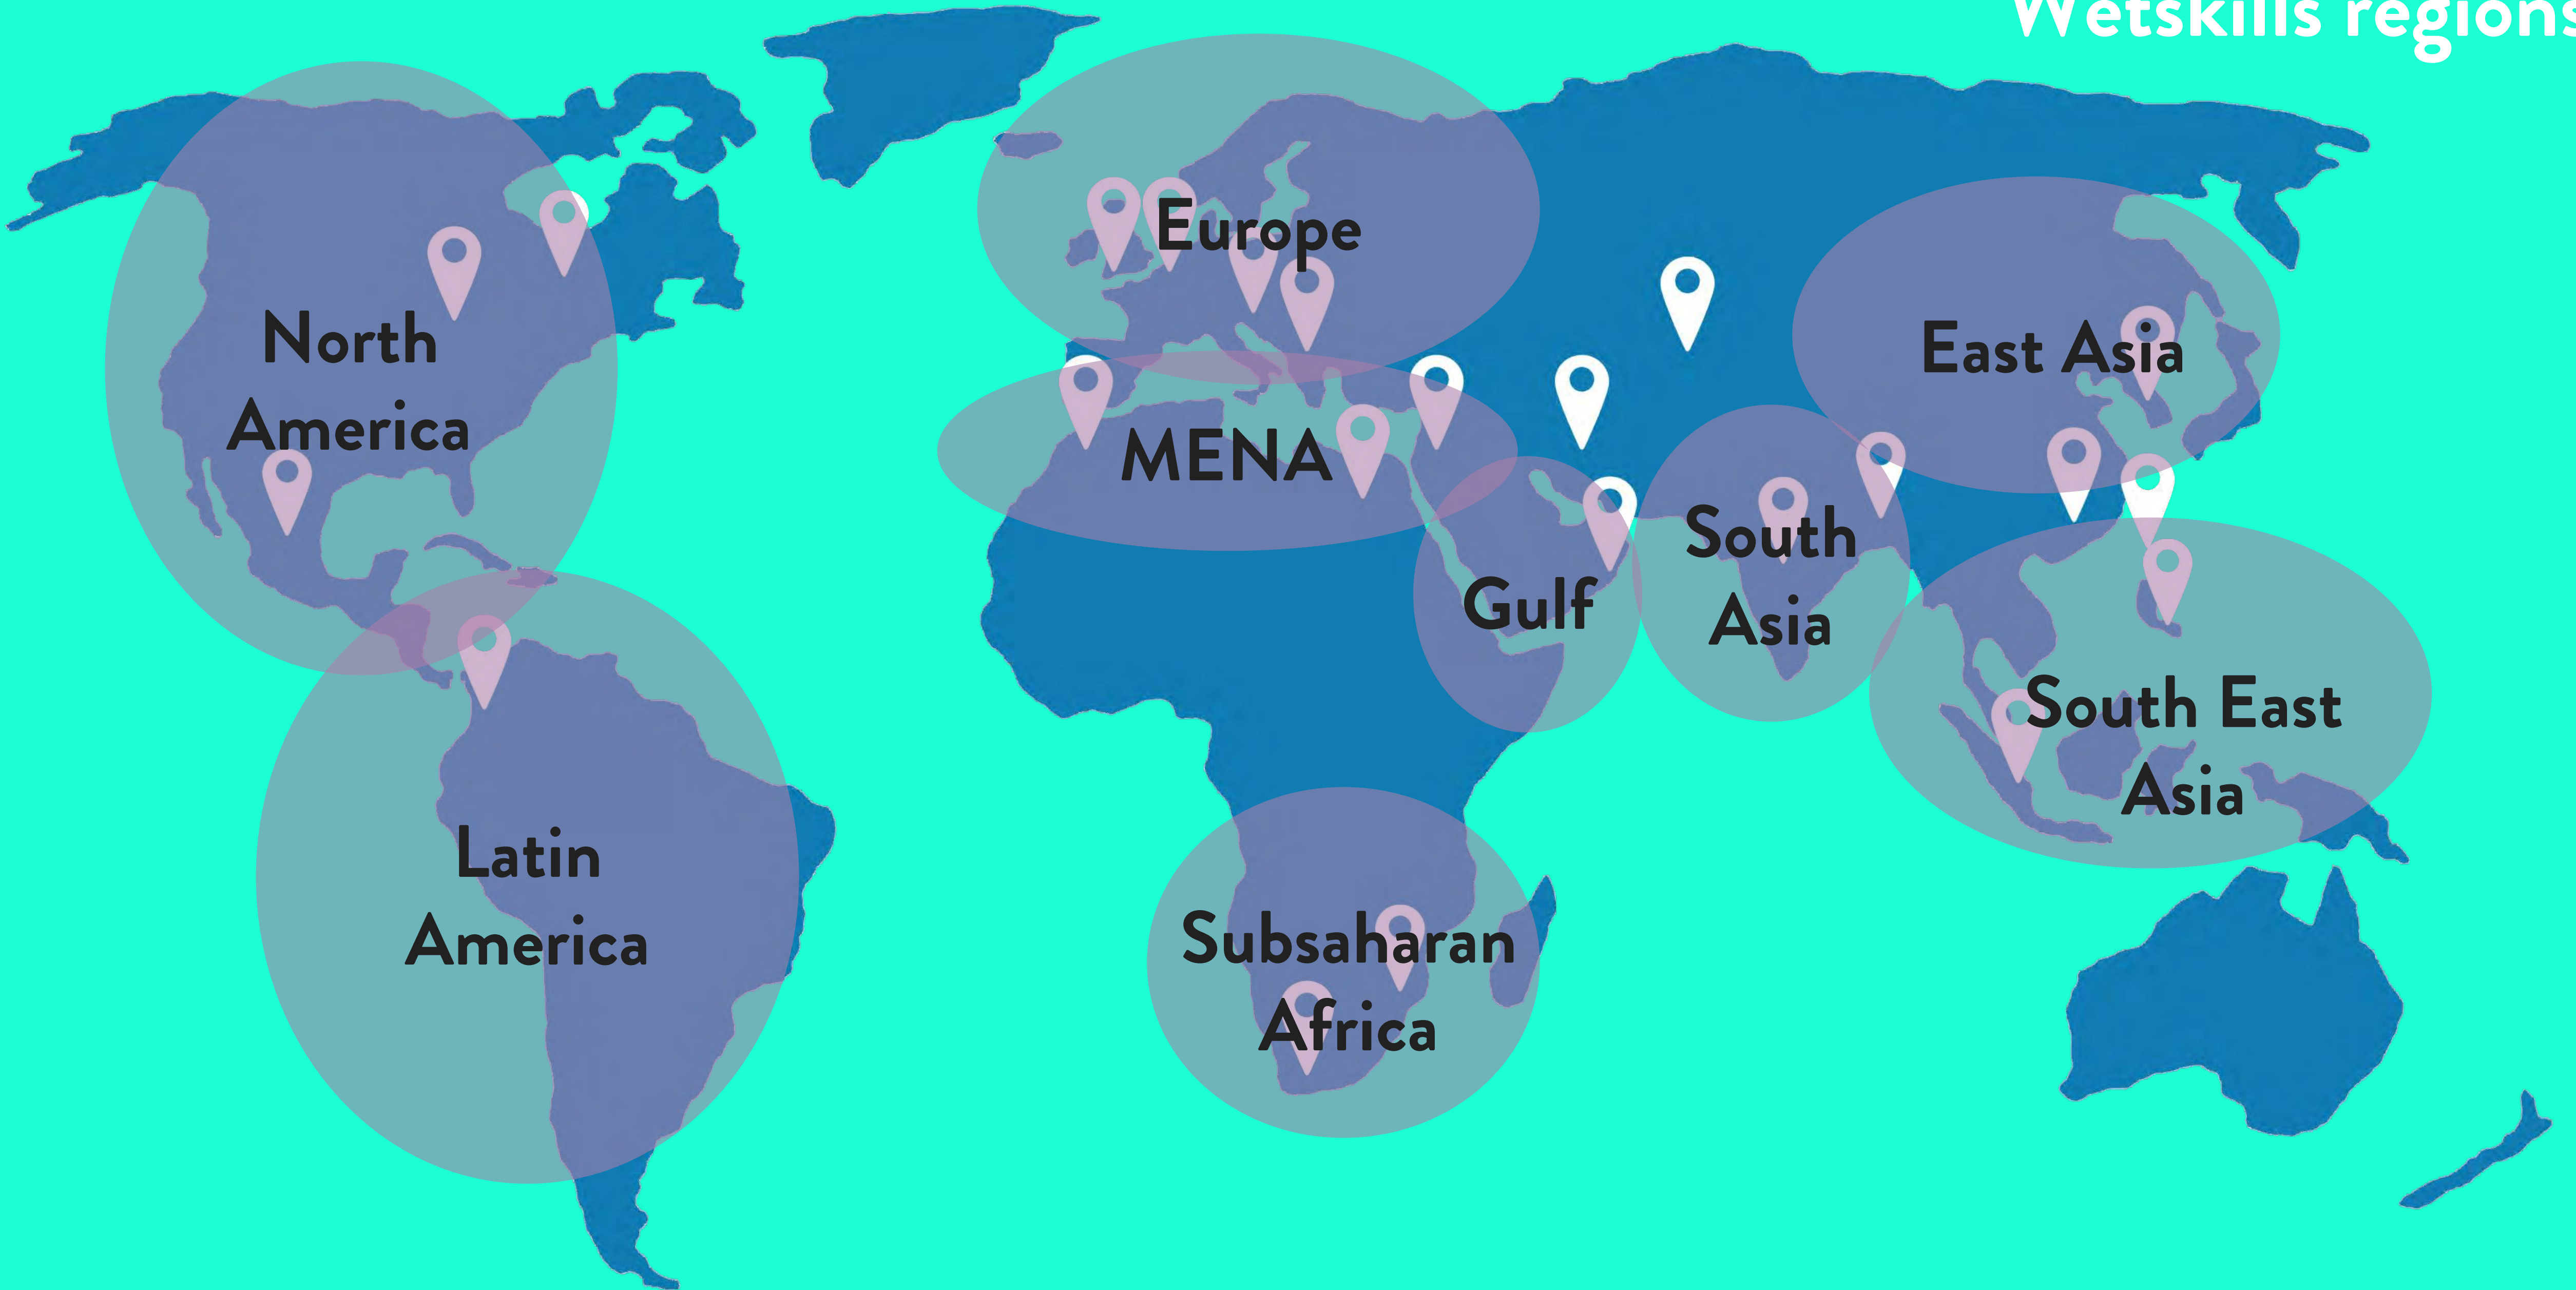 Wetskills regions
Europe
North
America
East Asia
MENA
South
Asia
Gulf
South East
Asia
Latin
America
Subsaharan
Africa